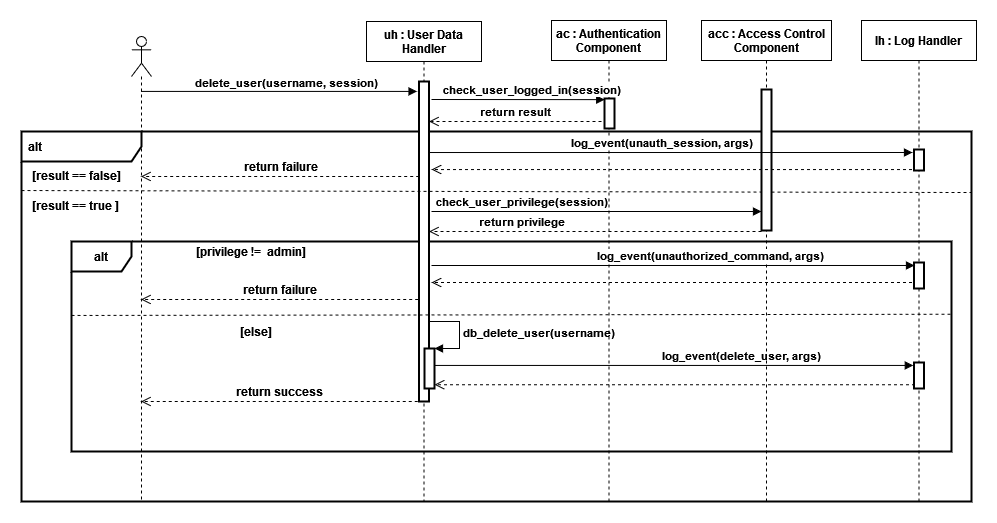 uh : User Data
Handler
ac : Authentication
Component
acc : Access Control
Component
lh : Log Handler
delete_user(username, session)
check_user_logged_in(session)
return result
alt
log_event(unauth_session, args)
return failure
[result == false]
[result == true ]
check_user_privilege(session)
return privilege
alt
[privilege != admin]
log_event(unauthorized_command, args)
return failure
[else]
db_delete_user(username)
log_event(delete_user, args)
return success